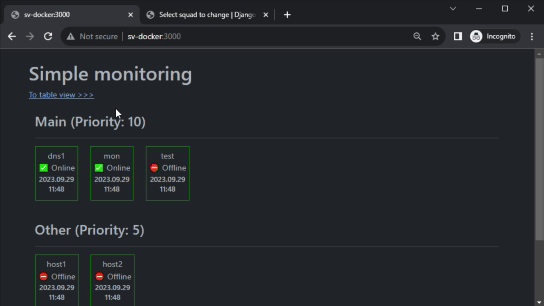 sv-docker:3000
Select squad to change | Django
Not secure
sv-docker:3000
Incognito
Simple monitoring
To table view >>>
Main (Priority: 10)
dns1
Online
2023.09.29
11:48
mon
Online
2023.09.29
11:48
test
Offline
2023.09.29
11:48
Other (Priority: 5)
host1
Offline
2023.09.29
11:48
host2
Offline
2023.09.29
11:48